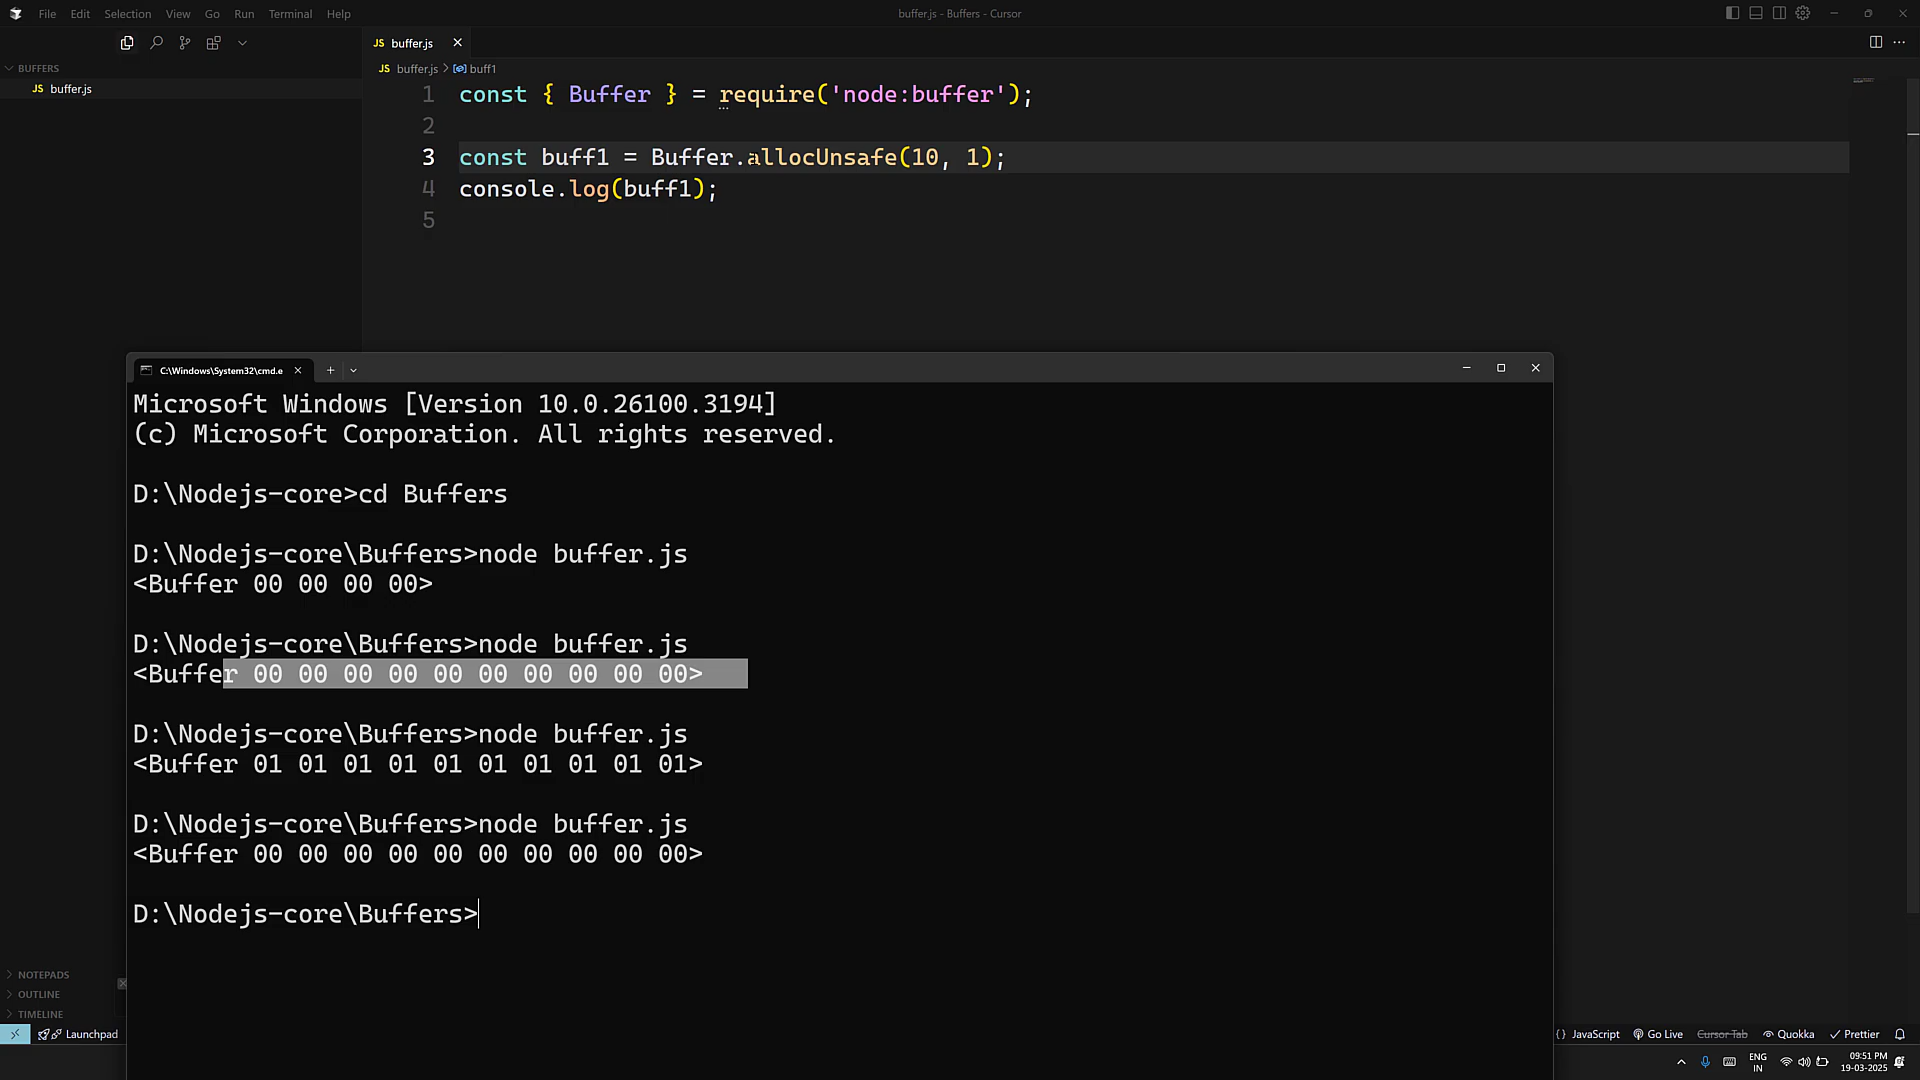 File Edit Selection View Go Run Terminal Help
buffer.js - Buffers - Cursor
BUFFERS
JS buffer.js
JS buffer.js
JS buffer.js > buff1
1 const { Buffer } = require('node:buffer');
2
3 const buff1 = Buffer.allocUnsafe(10, 1);
4 console.log(buff1);
5
C:\Windows\System32\cmd.e
Microsoft Windows [Version 10.0.26100.3194]
(c) Microsoft Corporation. All rights reserved.
D:\Nodejs-core>cd Buffers
D:\Nodejs-core\Buffers>node buffer.js
<Buffer 00 00 00 00>
D:\Nodejs-core\Buffers>node buffer.js
<Buffer 00 00 00 00 00 00 00 00 00 00>
D:\Nodejs-core\Buffers>node buffer.js
<Buffer 01 01 01 01 01 01 01 01 01 01>
D:\Nodejs-core\Buffers>node buffer.js
<Buffer 00 00 00 00 00 00 00 00 00 00>
D:\Nodejs-core\Buffers>
NOTEPADS
OUTLINE
TIMELINE
Launchpad
{} JavaScript Go Live Cursor Tab Quokka Prettier
ENG
IN
09:51 PM
19-03-2025